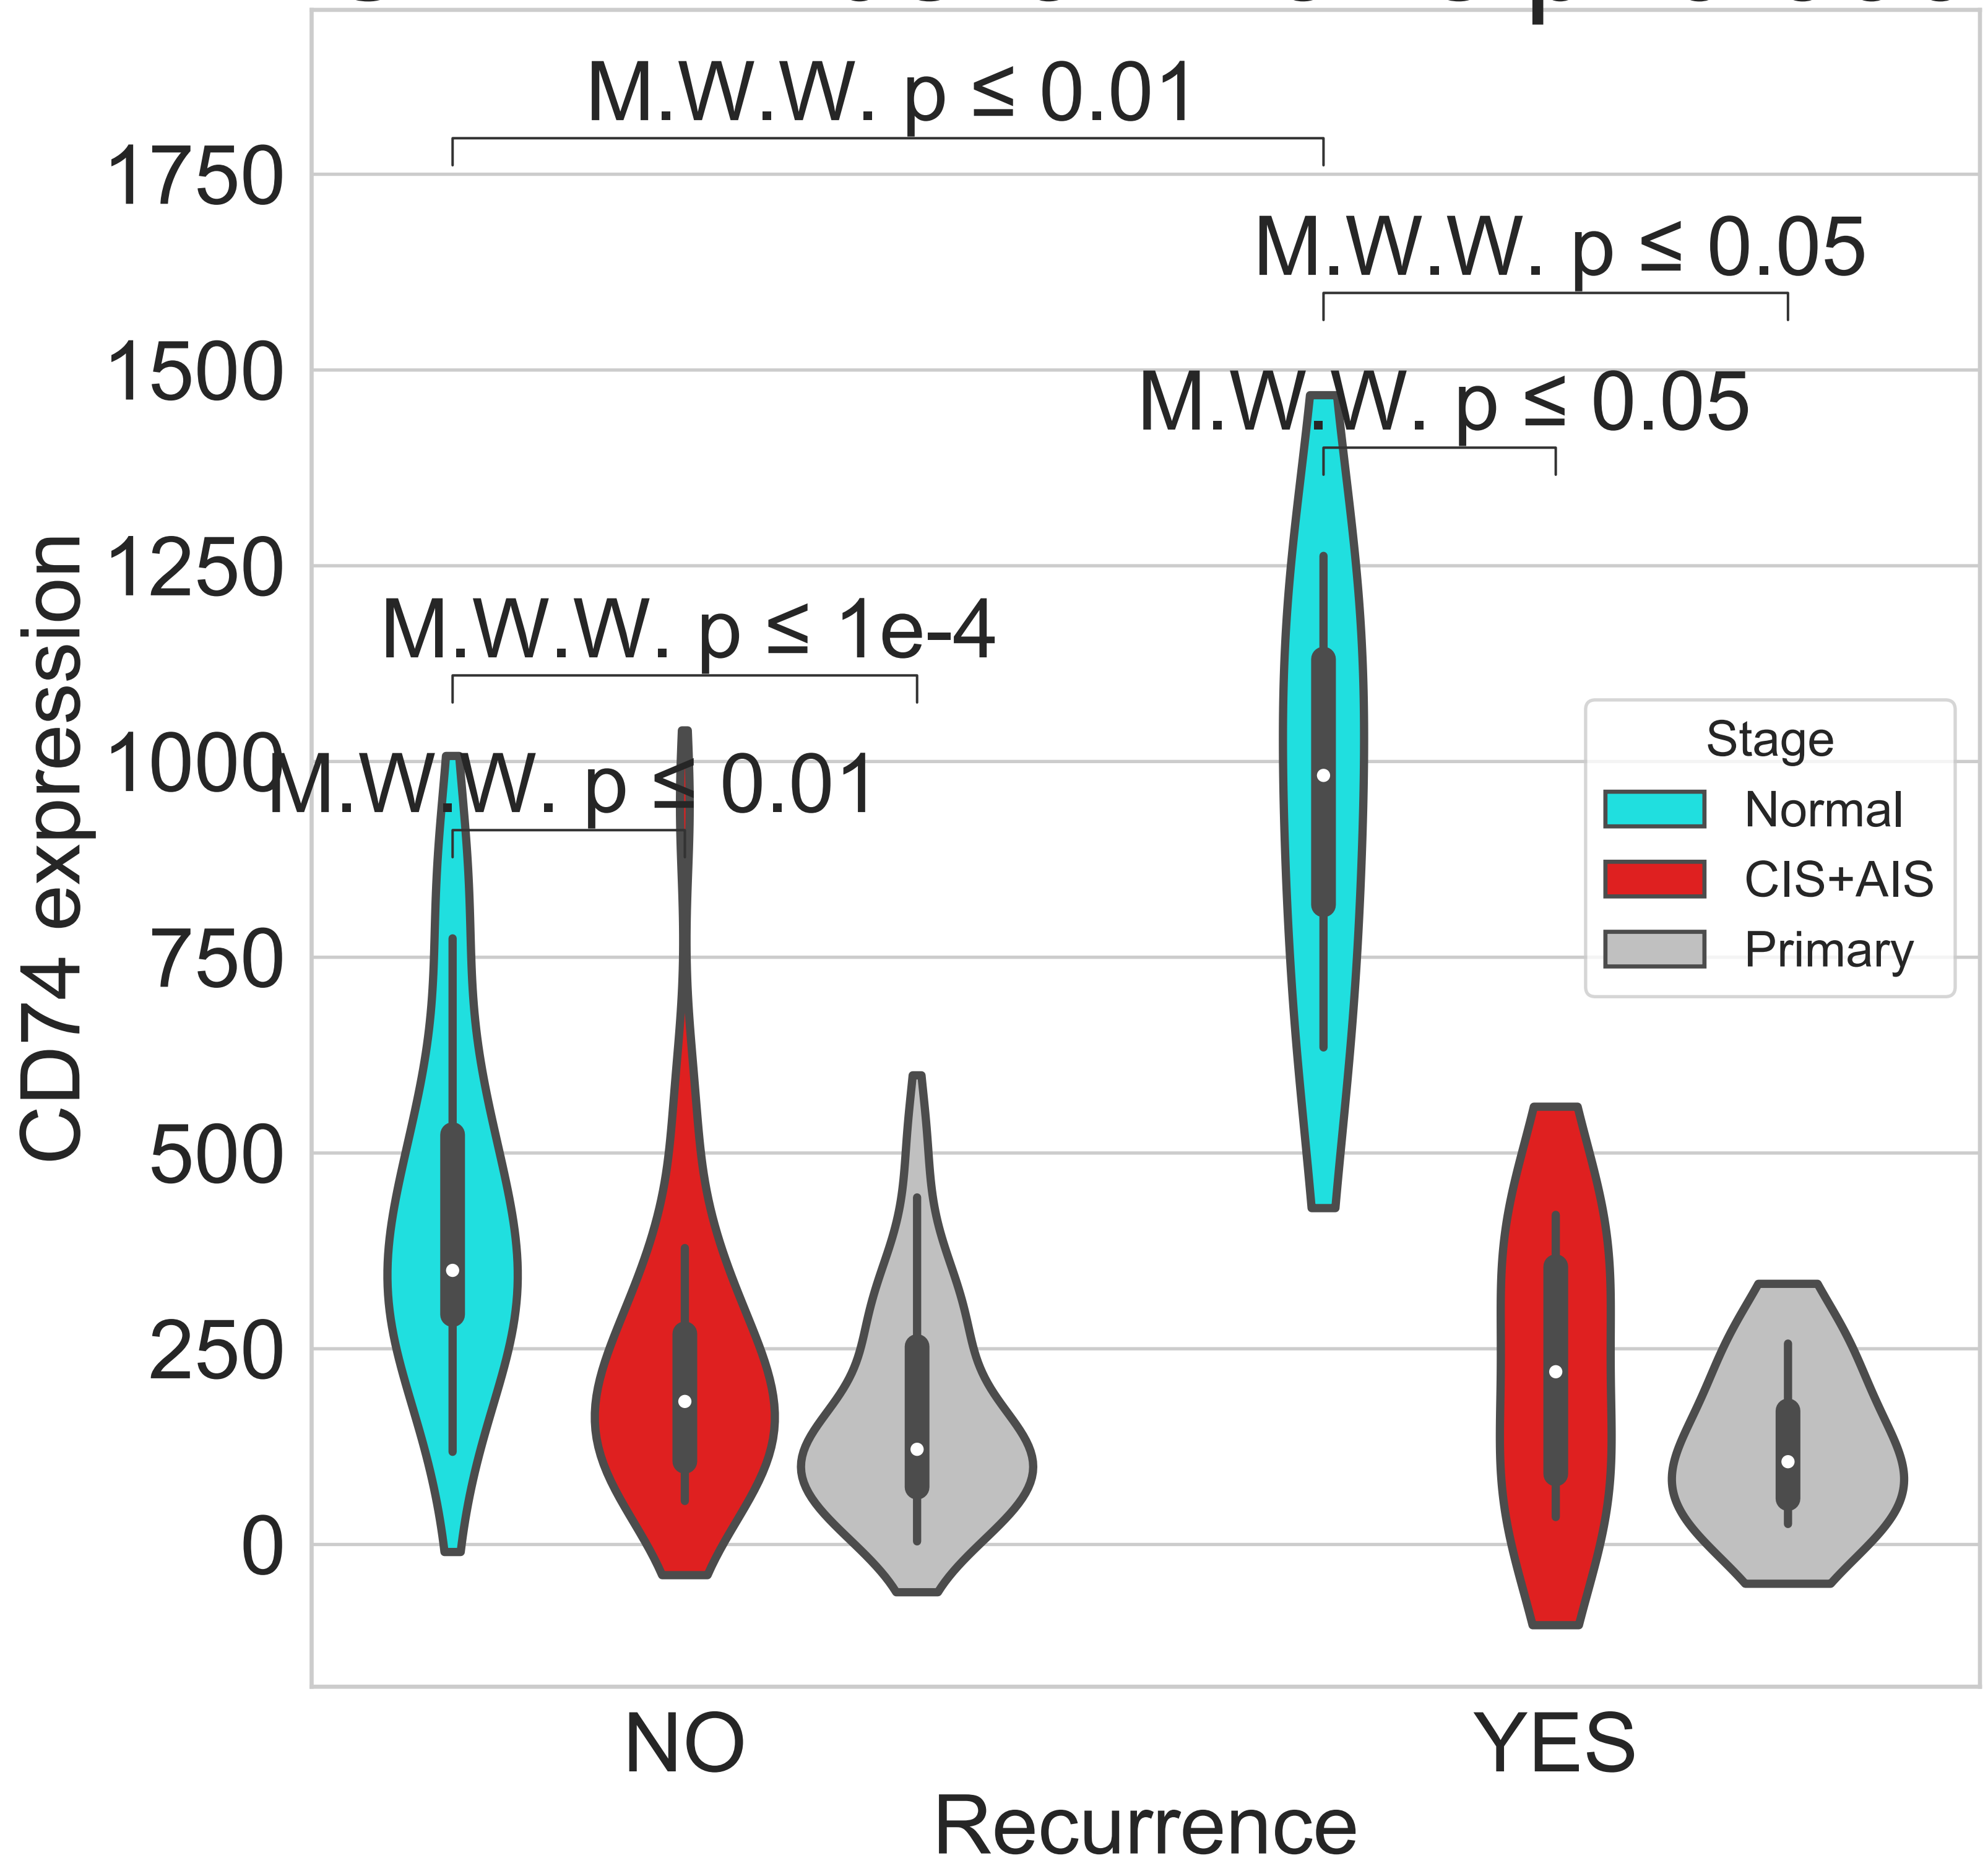 M.W.W. p ≤ 0.01
1750
M.W.W. p ≤ 0.05
1500
M.W.W. p ≤ 0.05
1250
M.W.W. p ≤ 1e-4
1000
M.W.W. p ≤ 0.01
750
500
250
0
CD74 expression
Stage
Normal
CIS+AIS
Primary
NO
YES
Recurrence